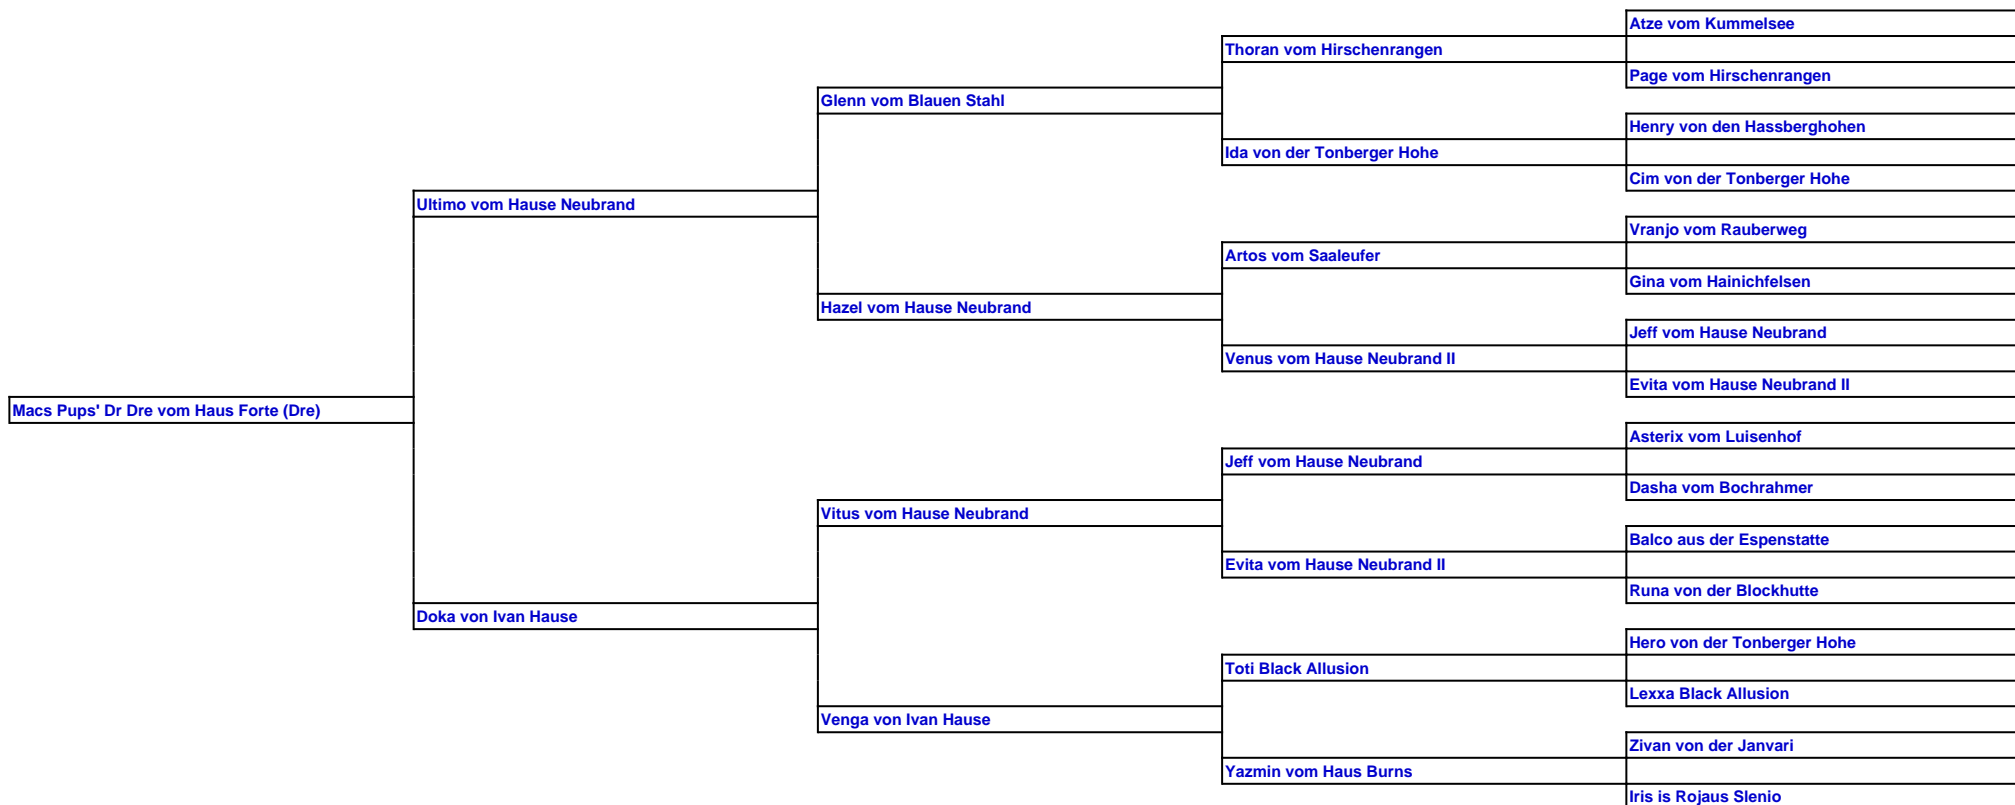 Atze vom Kummelsee
Thoran vom Hirschenrangen
Page vom Hirschenrangen
Glenn vom Blauen Stahl
Henry von den Hassberghohen
Ida von der Tonberger Hohe
Cim von der Tonberger Hohe
Ultimo vom Hause Neubrand
Vranjo vom Rauberweg
Artos vom Saaleufer
Gina vom Hainichfelsen
Hazel vom Hause Neubrand
Jeff vom Hause Neubrand
Venus vom Hause Neubrand II
Evita vom Hause Neubrand II
Macs Pups' Dr Dre vom Haus Forte (Dre)
Asterix vom Luisenhof
Jeff vom Hause Neubrand
Dasha vom Bochrahmer
Vitus vom Hause Neubrand
Balco aus der Espenstatte
Evita vom Hause Neubrand II
Runa von der Blockhutte
Doka von Ivan Hause
Hero von der Tonberger Hohe
Toti Black Allusion
Lexxa Black Allusion
Venga von Ivan Hause
Zivan von der Janvari
Yazmin vom Haus Burns
Iris is Rojaus Slenio